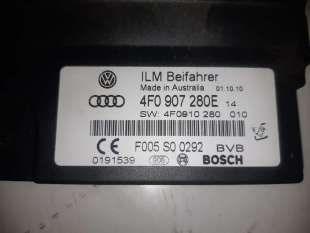 ILM Beifahrer
Made in Australia 01.10.10
4F0 907 280E 14
SW: 4F0910 280 010
CE F005 S0 0292 BVB
0191539 BOSCH